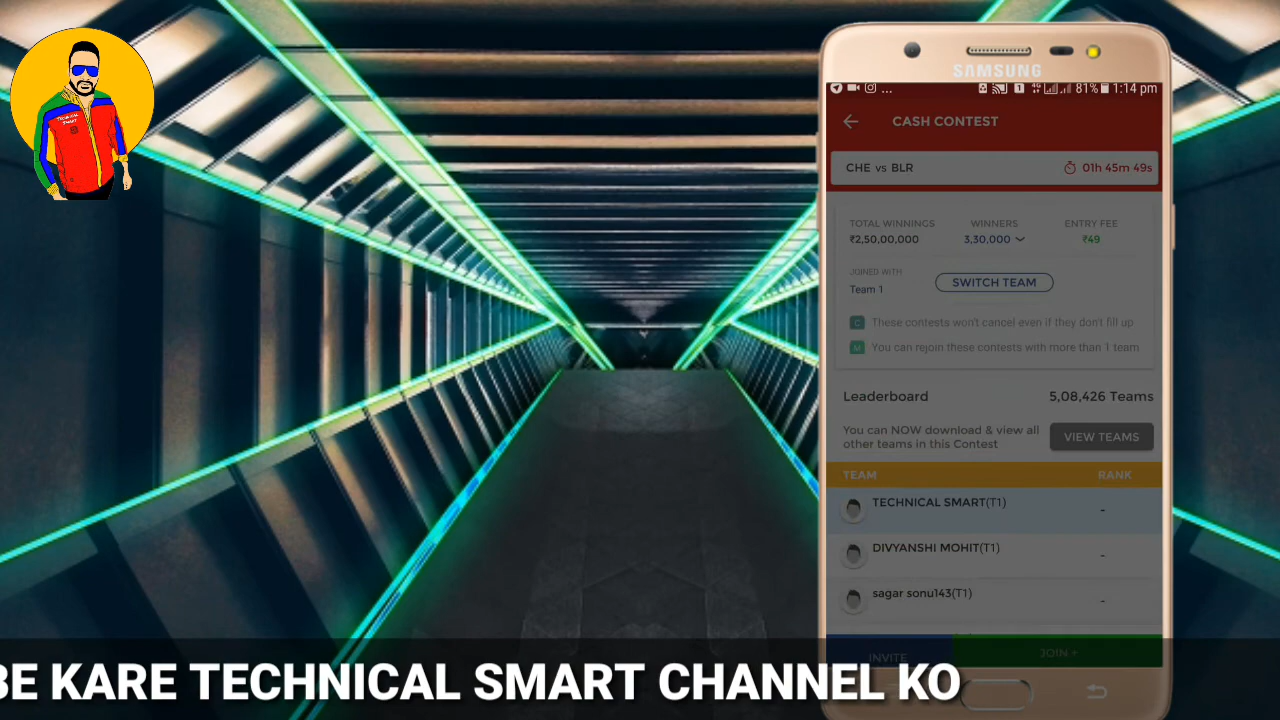 TECHNICAL
SMART
SAMSUNG
... 1 81% 1:14 pm
CASH CONTEST
CHE vs BLR 01h 45m 49s
TOTAL WINNINGS WINNERS ENTRY FEE
₹2,50,00,000 3,30,000 ₹49
JOINED WITH
Team 1 SWITCH TEAM
C These contests won't cancel even if they don't fill up
M You can rejoin these contests with more than 1 team
Leaderboard 5,08,426 Teams
You can NOW download & view all
other teams in this Contest VIEW TEAMS
TEAM RANK
TECHNICAL SMART(T1) -
DIVYANSHI MOHIT(T1) -
sagar sonu143(T1) -
INVITE JOIN +
BE KARE TECHNICAL SMART CHANNEL KO